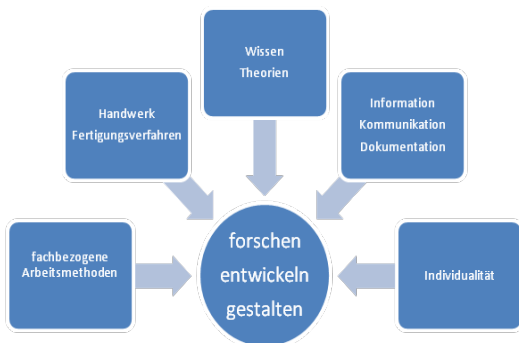 Wissen
Theorien
Handwerk
Fertigungsverfahren
Information
Kommunikation
Dokumentation
fachbezogene
Arbeitsmethoden
forschen
entwickeln
gestalten
Individualität